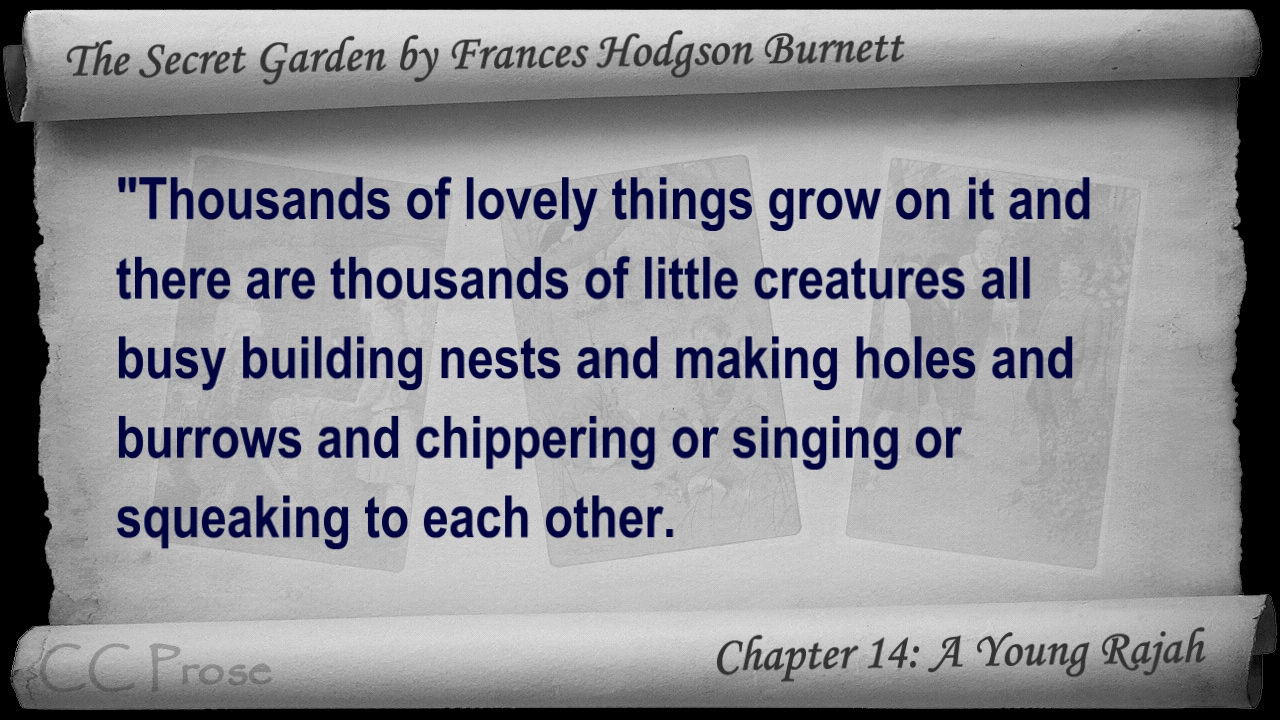 The Secret Garden by Frances Hodgson Burnett
"Thousands of lovely things grow on it and
there are thousands of little creatures all
busy building nests and making holes and
burrows and chippering or singing or
squeaking to each other.
CC Prose
Chapter 14: A Young Rajah